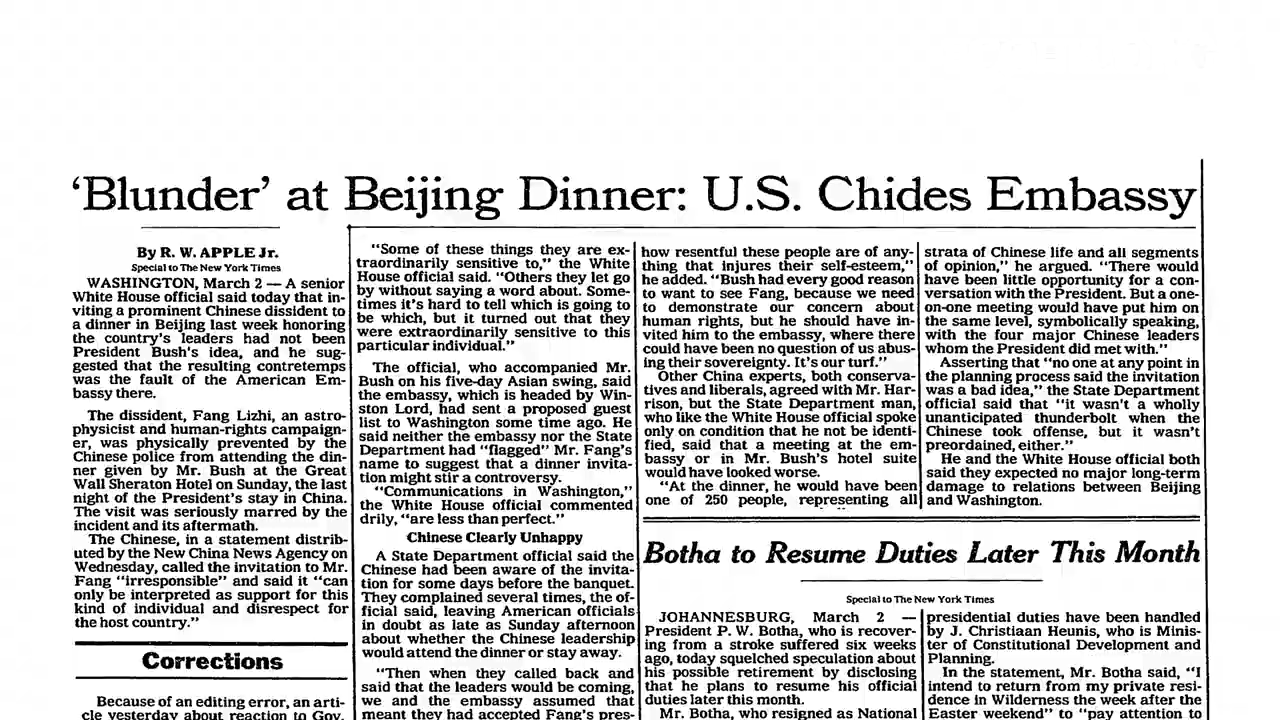 ‘Blunder’ at Beijing Dinner: U.S. Chides Embassy
By R. W. APPLE Jr.
Special to The New York Times
WASHINGTON, March 2 — A senior
White House official said today that in-
viting a prominent Chinese dissident to
a dinner in Beijing last week honoring
the country's leaders had not been
President Bush's idea, and he sug-
gested that the resulting contretemps
was the fault of the American Em-
bassy there.
The dissident, Fang Lizhi, an astro-
physicist and human-rights campaign-
er, was physically prevented by the
Chinese police from attending the din-
ner given by Mr. Bush at the Great
Wall Sheraton Hotel on Sunday, the last
night of the President's stay in China.
The visit was seriously marred by the
incident and its aftermath.
The Chinese, in a statement distrib-
uted by the New China News Agency on
Wednesday, called the invitation to Mr.
Fang “irresponsible” and said it “can
only be interpreted as support for this
kind of individual and disrespect for
the host country.”
Corrections
Because of an editing error, an arti-
cle yesterday about reaction to Gov.
“Some of these things they are ex-
traordinarily sensitive to,” the White
House official said. “Others they let go
by without saying a word about. Some-
times it's hard to tell which is going to
be which, but it turned out that they
were extraordinarily sensitive to this
particular individual.”
The official, who accompanied Mr.
Bush on his five-day Asian swing, said
the embassy, which is headed by Win-
ston Lord, had sent a proposed guest
list to Washington some time ago. He
said neither the embassy nor the State
Department had “flagged” Mr. Fang's
name to suggest that a dinner invita-
tion might stir a controversy.
“Communications in Washington,”
the White House official commented
drily, “are less than perfect.”
Chinese Clearly Unhappy
A State Department official said the
Chinese had been aware of the invita-
tion for some days before the banquet.
They complained several times, the of-
ficial said, leaving American officials
in doubt as late as Sunday afternoon
about whether the Chinese leadership
would attend the dinner or stay away.
“Then when they called back and
said that the leaders would be coming,
we and the embassy assumed that
meant they had accepted Fang's pres-
how resentful these people are of any-
thing that injures their self-esteem,”
he added. “Bush had every good reason
to want to see Fang, because we need
to demonstrate our concern about
human rights, but he should have in-
vited him to the embassy, where there
could have been no question of us abus-
ing their sovereignty. It's our turf.”
Other China experts, both conserva-
tives and liberals, agreed with Mr. Har-
rison, but the State Department man,
who like the White House official spoke
only on condition that he not be identi-
fied, said that a meeting at the em-
bassy or in Mr. Bush's hotel suite
would have looked worse.
“At the dinner, he would have been
one of 250 people, representing all
strata of Chinese life and all segments
of opinion,” he argued. “There would
have been little opportunity for a con-
versation with the President. But a one-
on-one meeting would have put him on
the same level, symbolically speaking,
with the four major Chinese leaders
whom the President did met with.”
Asserting that “no one at any point in
the planning process said the invitation
was a bad idea,” the State Department
official said that “it wasn't a wholly
unanticipated thunderbolt when the
Chinese took offense, but it wasn't
preordained, either.”
He and the White House official both
said they expected no major long-term
damage to relations between Beijing
and Washington.
Botha to Resume Duties Later This Month
Special to The New York Times
JOHANNESBURG, March 2 —
President P. W. Botha, who is recover-
ing from a stroke suffered six weeks
ago, today squelched speculation about
his possible retirement by disclosing
that he plans to resume his official
duties later this month.
Mr. Botha, who resigned as National
presidential duties have been handled
by J. Christiaan Heunis, who is Minis-
ter of Constitutional Development and
Planning.
In the statement, Mr. Botha said, “I
intend to return from my private resi-
dence in Wilderness the week after the
Easter weekend” to “pay attention to